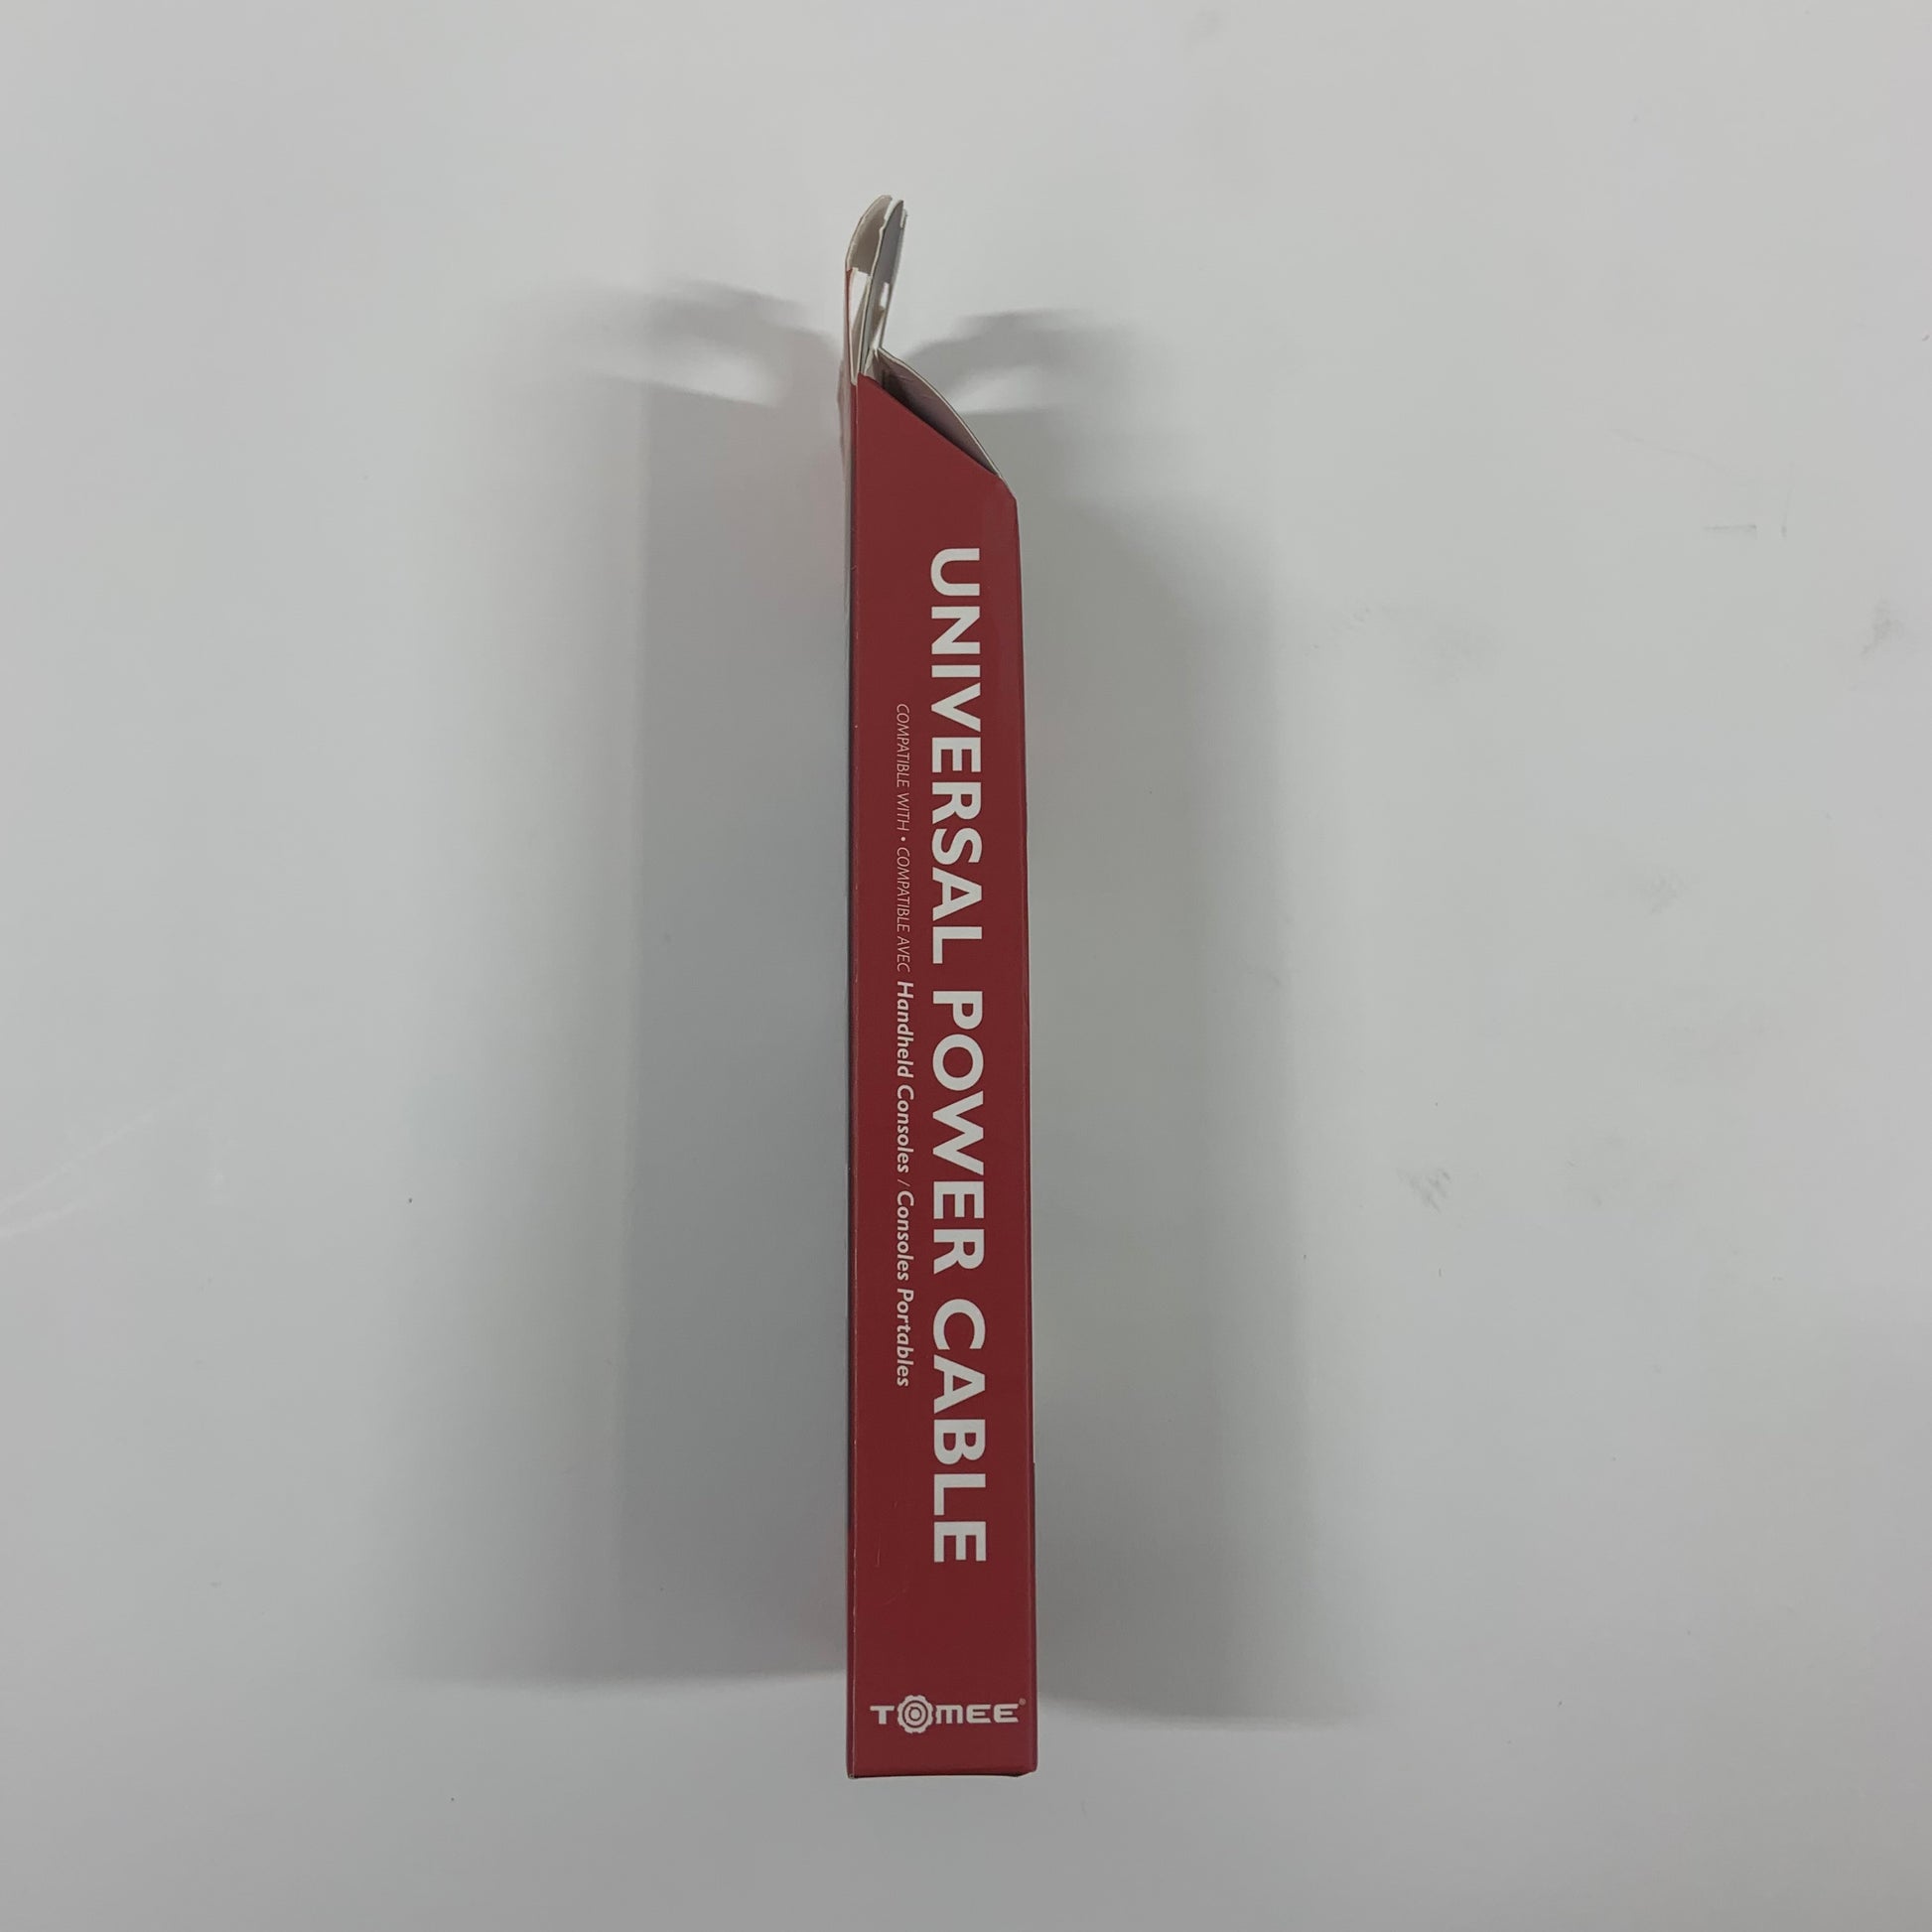 UNIVERSAL POWER CABLE
COMPATIBLE WITH • COMPATIBLE AVEC Handheld Consoles / Consoles Portables
TOMEE®